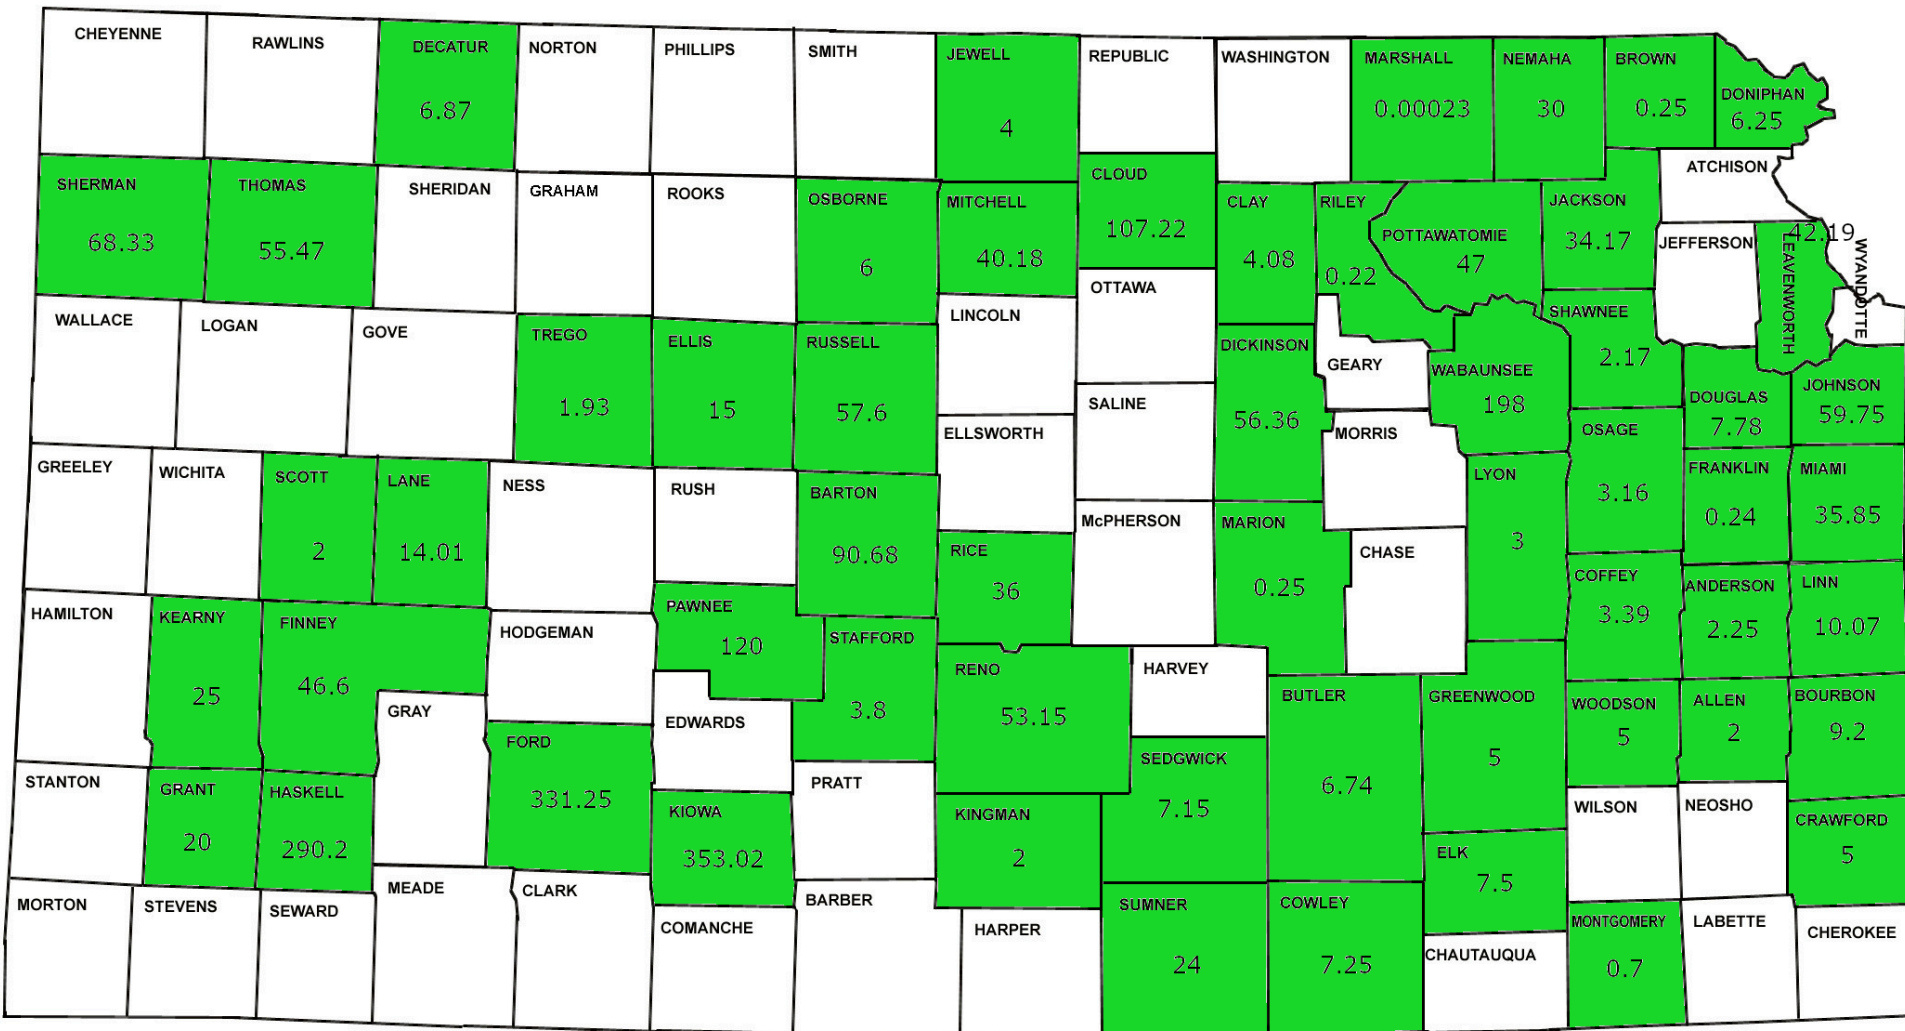 CHEYENNE
RAWLINS
DECATUR
6.87
NORTON
PHILLIPS
SMITH
JEWELL
4
REPUBLIC
WASHINGTON
MARSHALL
0.00023
NEMAHA
30
BROWN
0.25
DONIPHAN
6.25
ATCHISON
SHERMAN
68.33
THOMAS
55.47
SHERIDAN
GRAHAM
ROOKS
OSBORNE
6
MITCHELL
40.18
CLOUD
107.22
CLAY
4.08
RILEY
0.22
POTTAWATOMIE
47
JACKSON
34.17
JEFFERSON
LEAVENWORTH
42.19
WYANDOTTE
WALLACE
LOGAN
GOVE
TREGO
1.93
ELLIS
15
RUSSELL
57.6
LINCOLN
OTTAWA
SALINE
DICKINSON
56.36
GEARY
WABAUNSEE
198
SHAWNEE
2.17
DOUGLAS
7.78
JOHNSON
59.75
GREELEY
WICHITA
SCOTT
2
LANE
14.01
NESS
RUSH
BARTON
90.68
ELLSWORTH
RICE
36
McPHERSON
MARION
0.25
MORRIS
CHASE
LYON
3
OSAGE
3.16
FRANKLIN
0.24
MIAMI
35.85
HAMILTON
KEARNY
25
FINNEY
46.6
HODGEMAN
PAWNEE
120
STAFFORD
3.8
RENO
53.15
HARVEY
BUTLER
6.74
GREENWOOD
5
COFFEY
3.39
ANDERSON
2.25
LINN
10.07
GRAY
FORD
331.25
EDWARDS
SEDGWICK
7.15
WOODSON
5
ALLEN
2
BOURBON
9.2
STANTON
GRANT
20
HASKELL
290.2
KIOWA
353.02
PRATT
KINGMAN
2
ELK
7.5
WILSON
NEOSHO
CRAWFORD
5
MORTON
STEVENS
SEWARD
MEADE
CLARK
COMANCHE
BARBER
HARPER
SUMNER
24
COWLEY
7.25
CHAUTAUQUA
MONTGOMERY
0.7
LABETTE
CHEROKEE